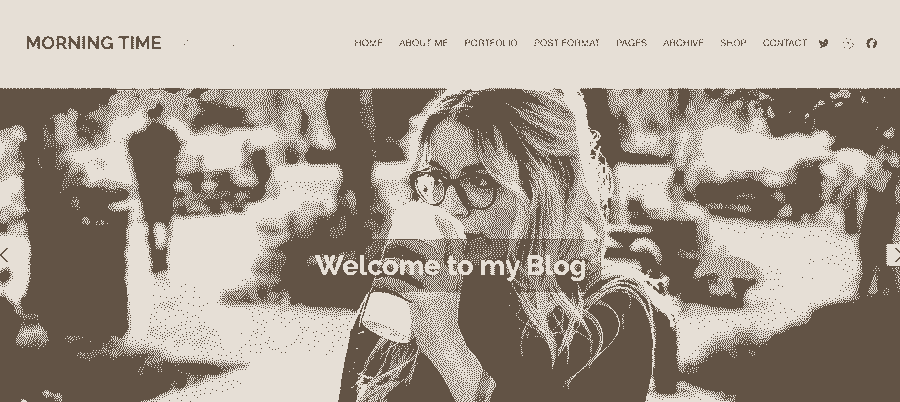 MORNING TIME
HOME ABOUT ME PORTFOLIO POST FORMAT PAGES ARCHIVE SHOP CONTACT
Welcome to my Blog